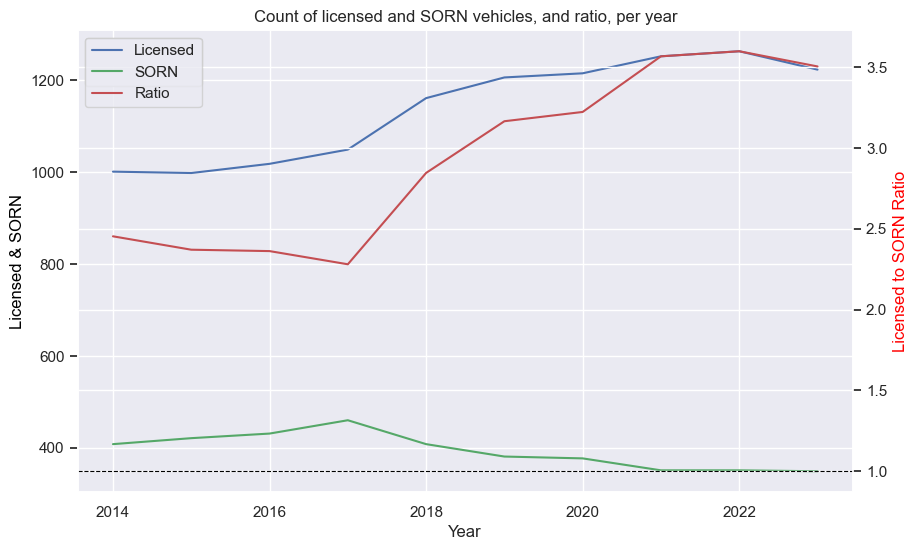 Count of licensed and SORN vehicles, and ratio, per year
Licensed
SORN
Ratio
1200
1000
800
600
400
Licensed & SORN
3.5
3.0
2.5
2.0
1.5
1.0
Licensed to SORN Ratio
2014 2016 2018 2020 2022
Year